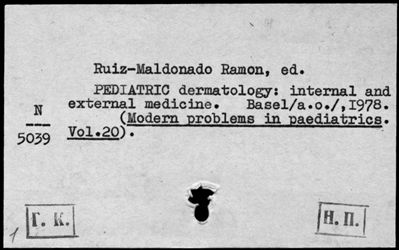 Ruiz-Maldonado Ramon, ed.
PEDIATRIC dermatology: internal and
external medicine. Basel/a.o./,I978.
(Modern problems in paediatrics.
Vol.20).
N
5039
1
Г. К.
Н. П.